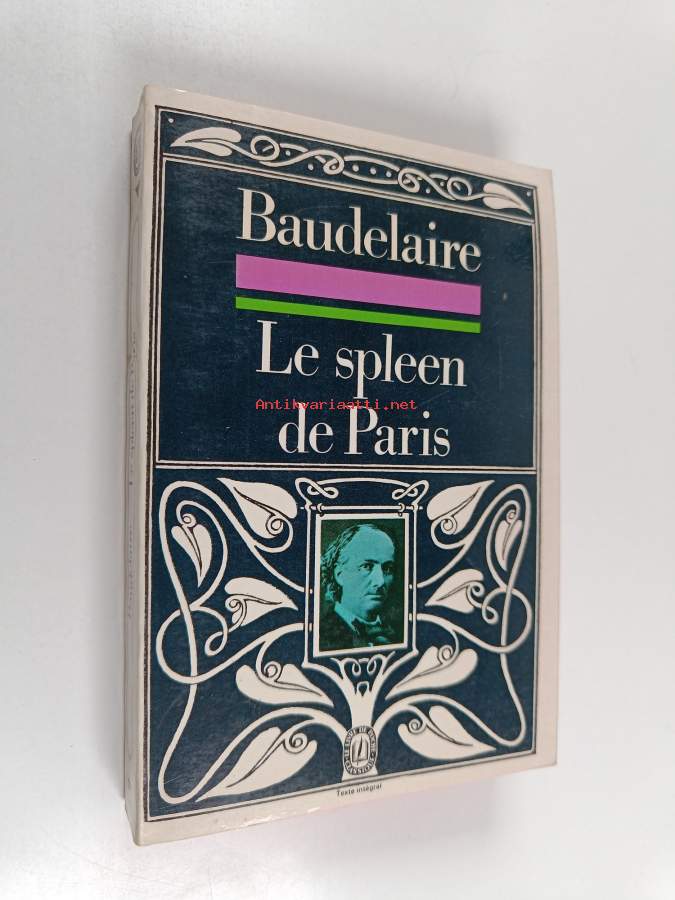 Baudelaire
Le spleen
Antikvariaatti.net
de Paris
Texte intégral